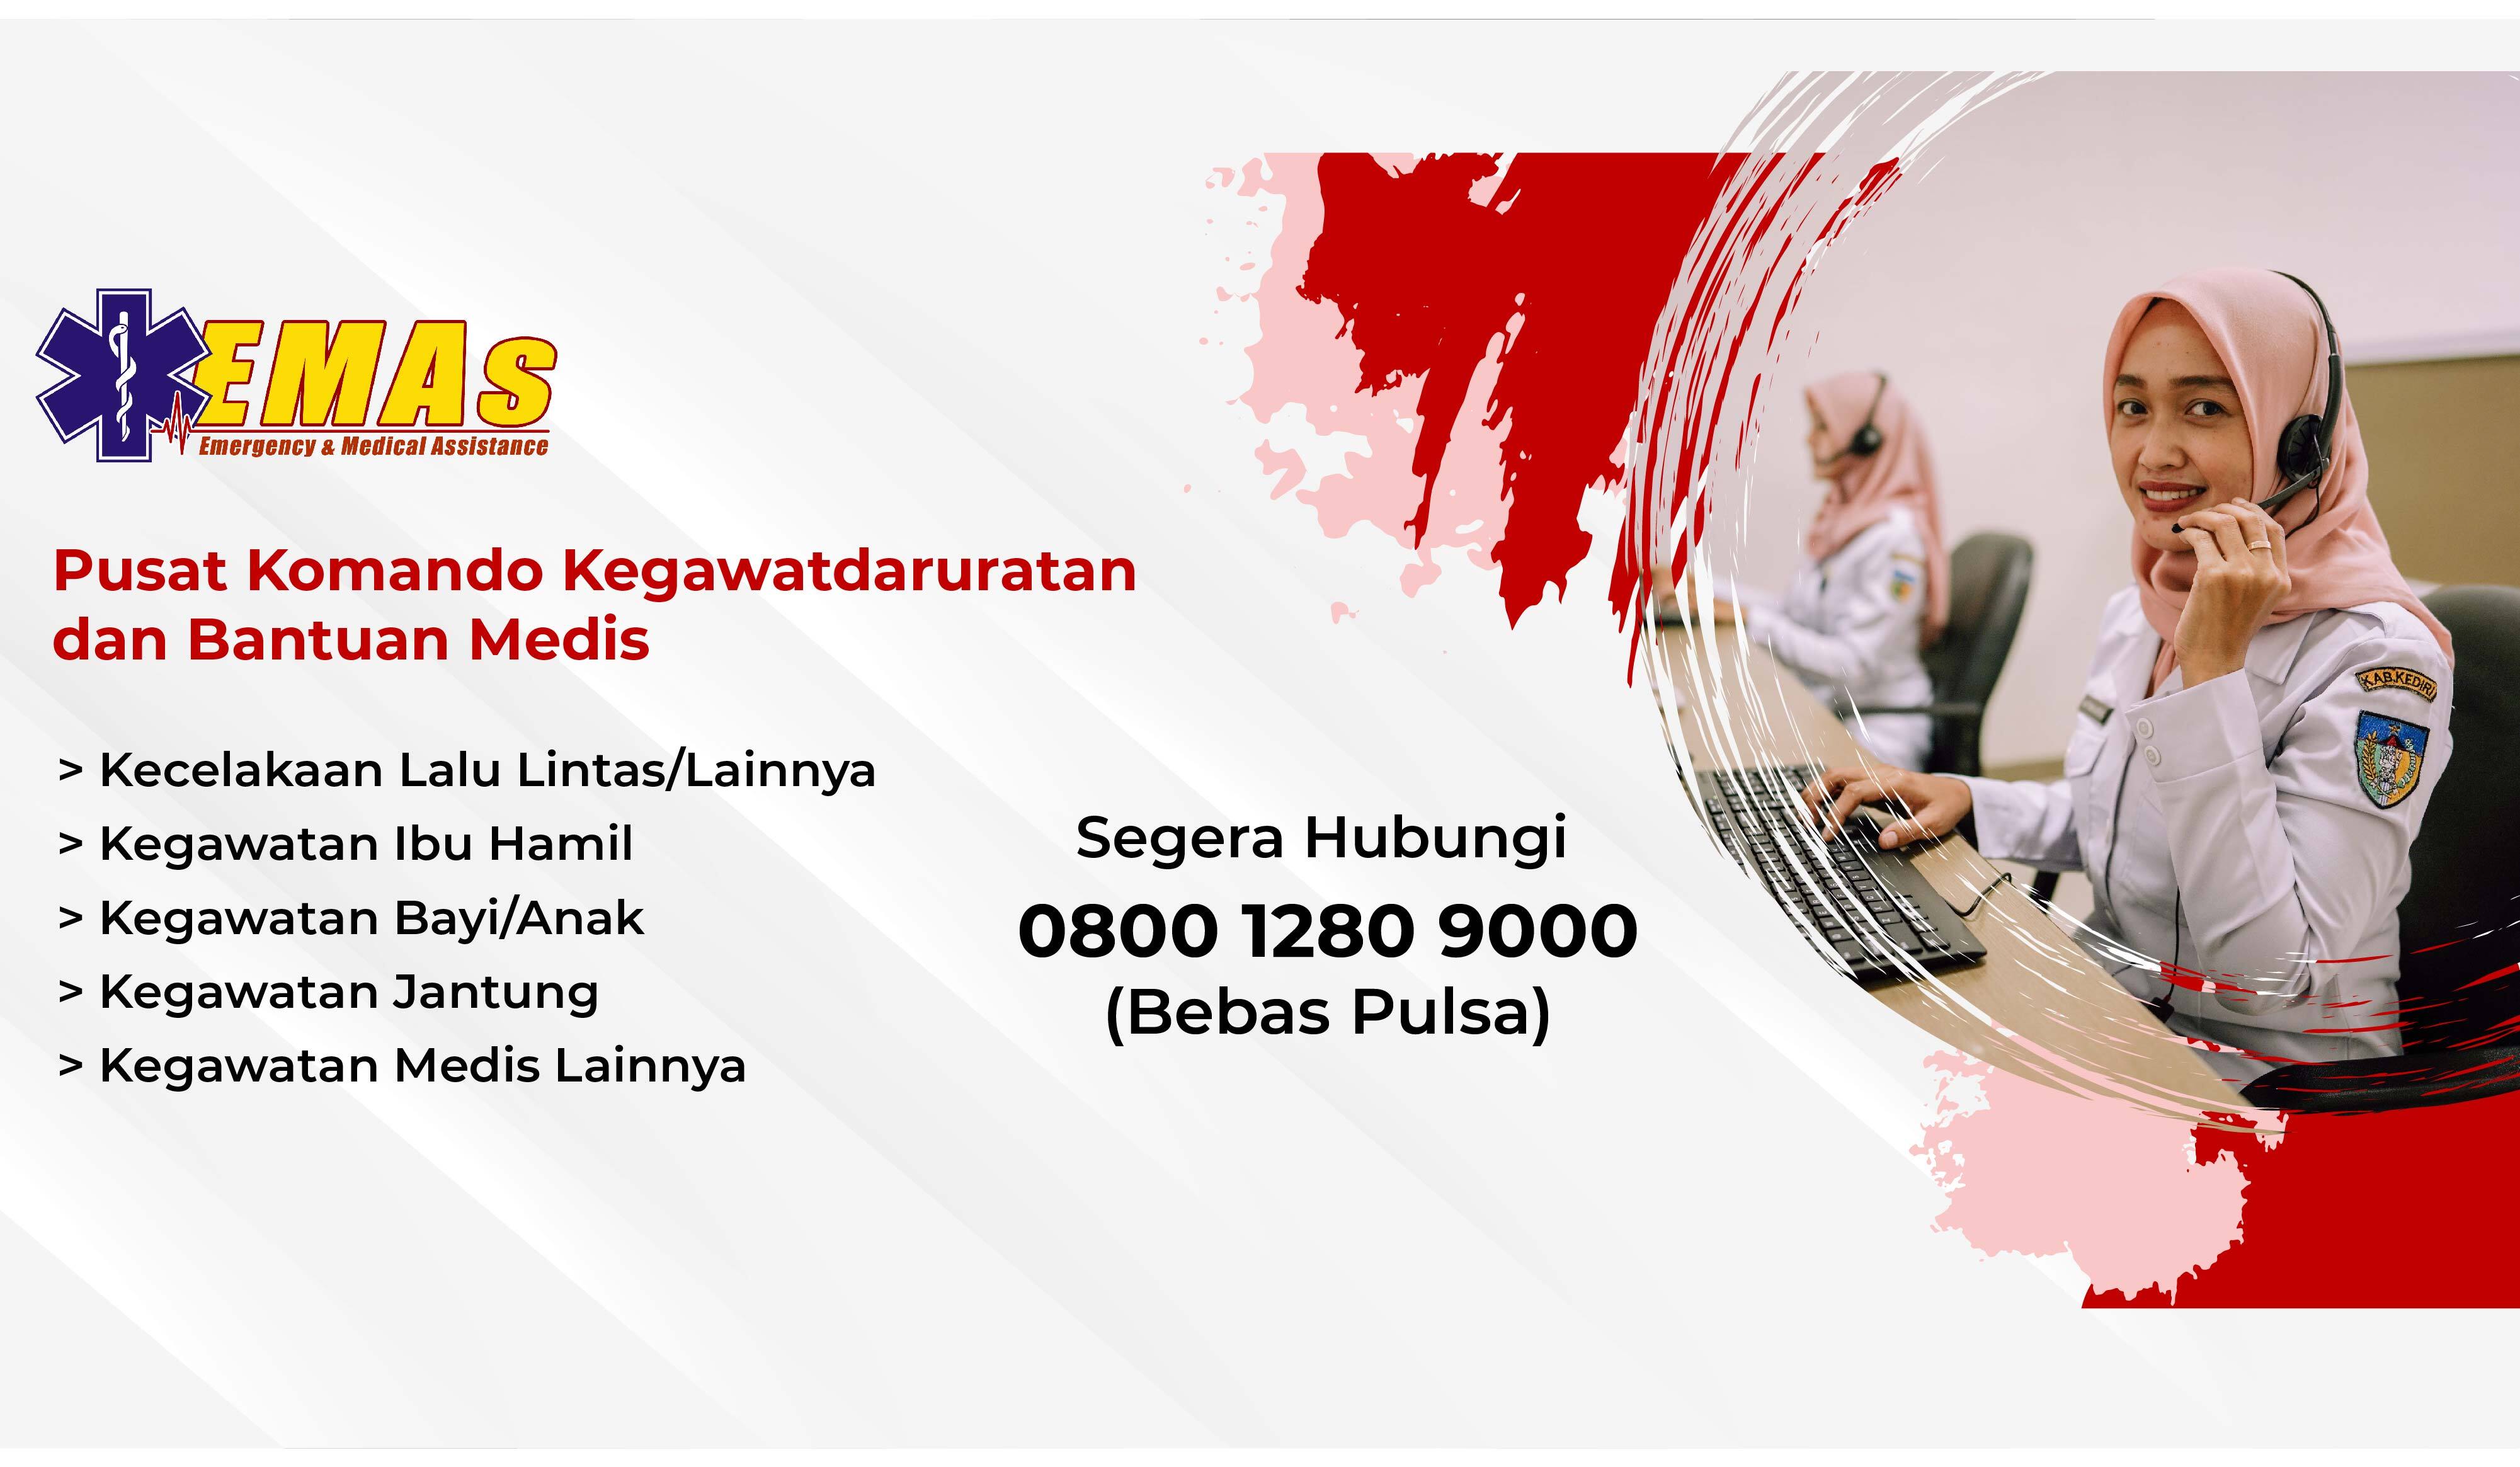 EMAs
Emergency & Medical Assistance
Pusat Komando Kegawatdaruratan
dan Bantuan Medis
> Kecelakaan Lalu Lintas/Lainnya
> Kegawatan Ibu Hamil
> Kegawatan Bayi/Anak
> Kegawatan Jantung
> Kegawatan Medis Lainnya
Segera Hubungi
0800 1280 9000
(Bebas Pulsa)
KAB.KEDIRI